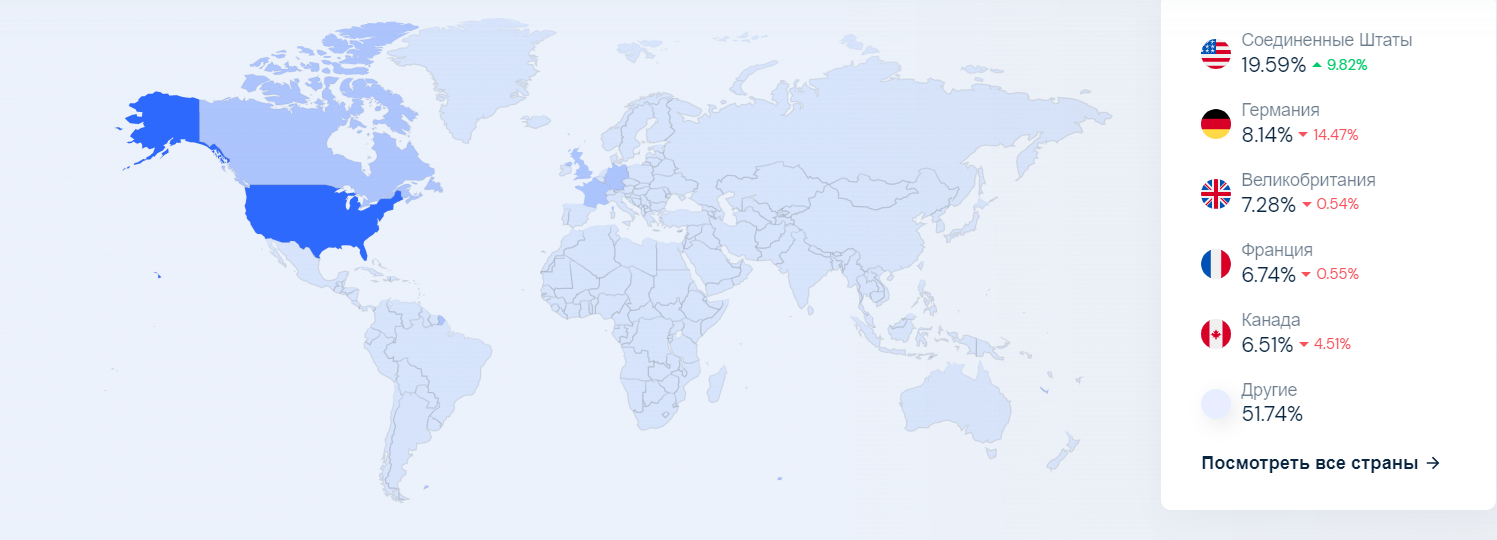 Соединенные Штаты
19.59% 9.82%
Германия
8.14% 14.47%
Великобритания
7.28% 0.54%
Франция
6.74% 0.55%
Канада
6.51% 4.51%
Другие
51.74%
Посмотреть все страны →